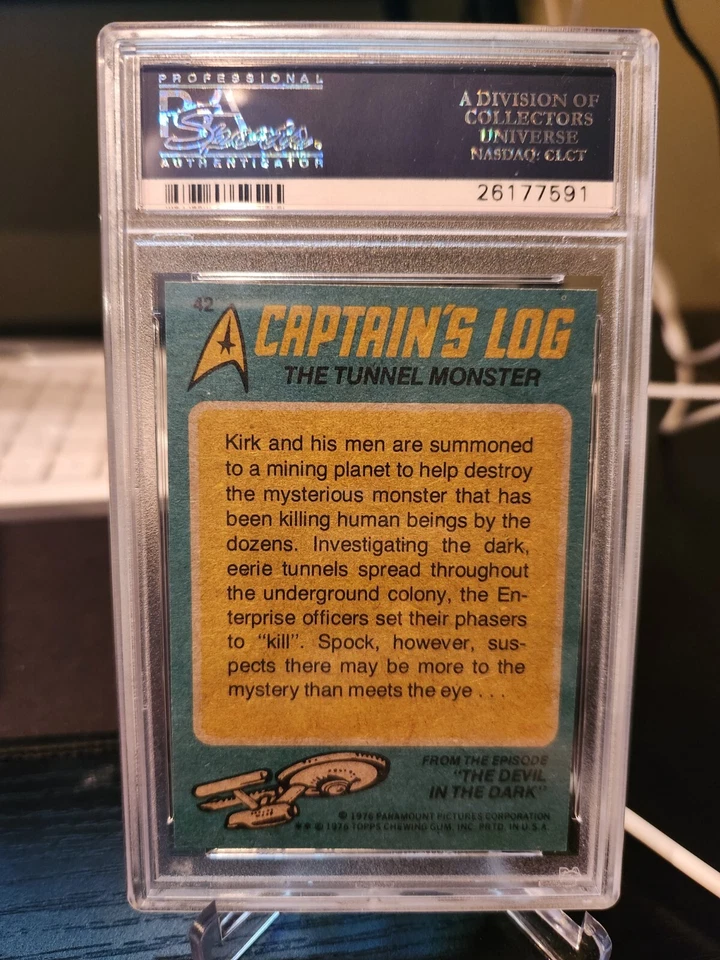 PROFESSIONAL
PSA
Sports
AUTHENTICATOR
A DIVISION OF
COLLECTORS
UNIVERSE
NASDAQ: CLCT
26177591
42
CAPTAIN'S LOG
THE TUNNEL MONSTER
Kirk and his men are summoned
to a mining planet to help destroy
the mysterious monster that has
been killing human beings by the
dozens. Investigating the dark,
eerie tunnels spread throughout
the underground colony, the En-
terprise officers set their phasers
to "kill". Spock, however, sus-
pects there may be more to the
mystery than meets the eye . . .
FROM THE EPISODE
"THE DEVIL
IN THE DARK"
© 1976 PARAMOUNT PICTURES CORPORATION
** © 1976 TOPPS CHEWING GUM, INC. PRTD. IN U.S.A.
PSA